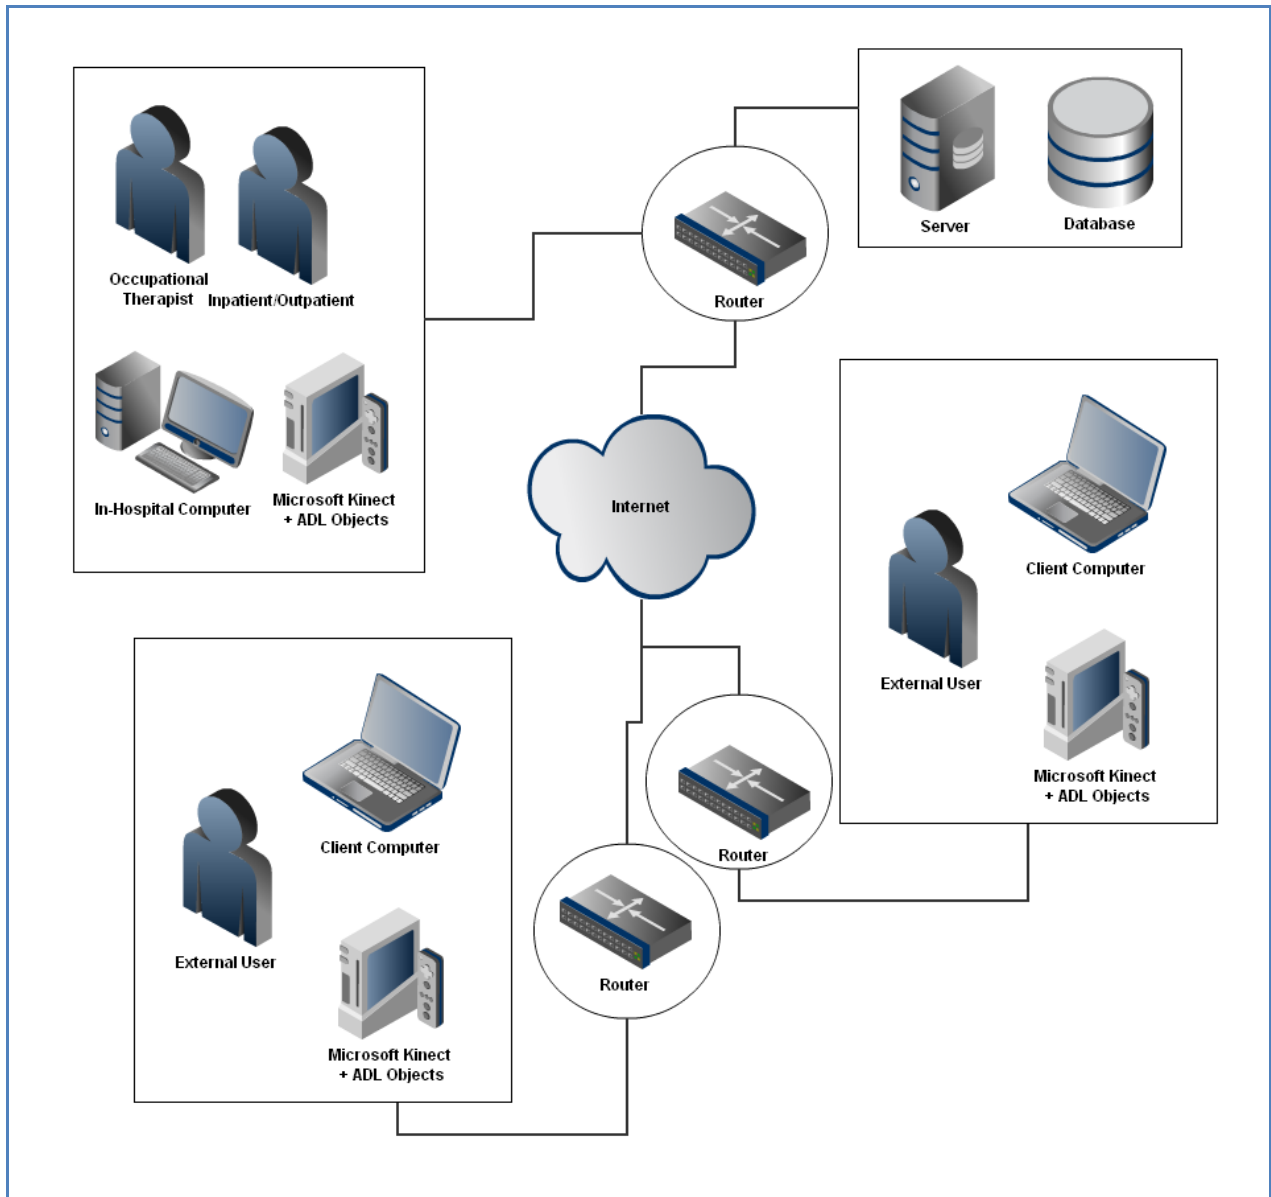 Occupational
Therapist
Inpatient/Outpatient
In-Hospital Computer
Microsoft Kinect
+ ADL Objects
Router
Server
Database
Internet
Client Computer
External User
Microsoft Kinect
+ ADL Objects
Router
Client Computer
External User
Microsoft Kinect
+ ADL Objects
Router